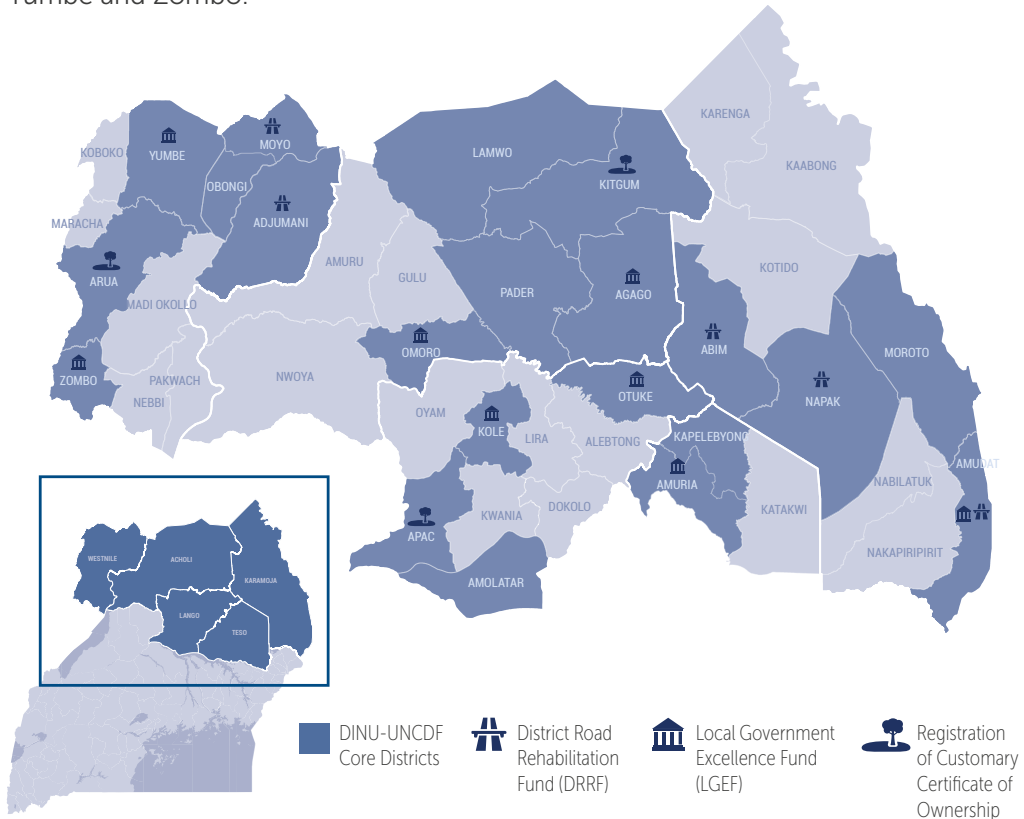 Yumbe and Zombo.
KARENGA
KAABONG
KOBOKO
YUMBE
MOYO
LAMWO
OBONGI
KITGUM
MARACHA
ADJUMANI
AMURU
GULU
KOTIDO
ARUA
PADER
AGAGO
MADI OKOLLO
OMORO
ABIM
MOROTO
ZOMBO
PAKWACH
NWOYA
NEBBI
OTUKE
NAPAK
OYAM
KOLE
LIRA
ALEBTONG
KAPELEBYONG
AMUDAT
AMURIA
NABILATUK
KWANIA
DOKOLO
KATAKWI
APAC
NAKAPIRIPIRIT
AMOLATAR
WESTNILE
ACHOLI
KARAMOJA
LANGO
TESO
DINU-UNCDF
Core Districts
District Road
Rehabilitation
Fund (DRRF)
Local Government
Excellence Fund
(LGEF)
Registration
of Customary
Certificate of
Ownership